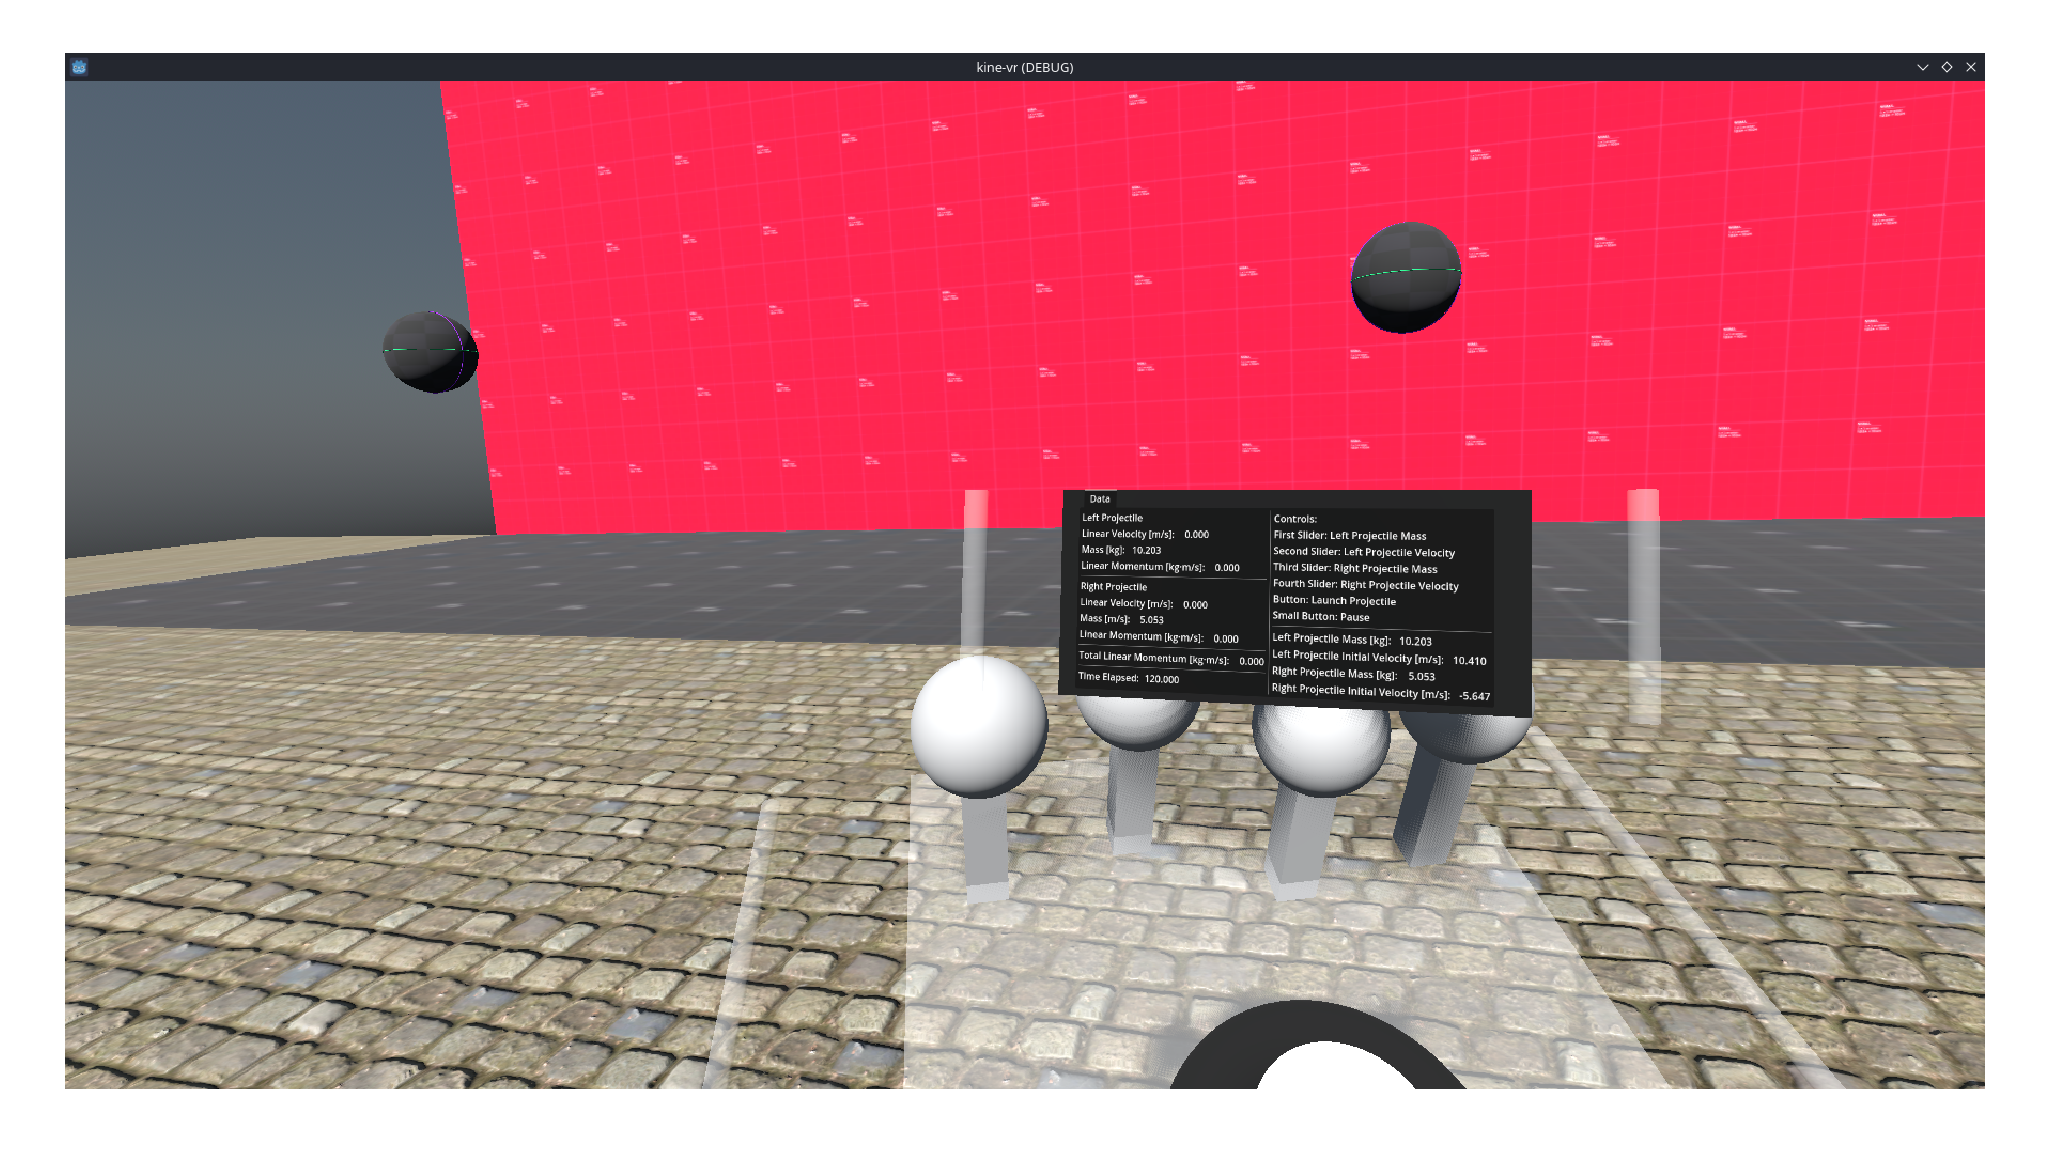 kine-vr (DEBUG)
Data
Left Projectile
Linear Velocity [m/s]: 0.000
Mass [kg]: 10.203
Linear Momentum [kg·m/s]: 0.000
Right Projectile
Linear Velocity [m/s]: 0.000
Mass [m/s]: 5.053
Linear Momentum [kg·m/s]: 0.000
Total Linear Momentum [kg·m/s]: 0.000
Time Elapsed: 120.000
Controls:
First Slider: Left Projectile Mass
Second Slider: Left Projectile Velocity
Third Slider: Right Projectile Mass
Fourth Slider: Right Projectile Velocity
Button: Launch Projectile
Small Button: Pause
Left Projectile Mass [kg]: 10.203
Left Projectile Initial Velocity [m/s]: 10.410
Right Projectile Mass [kg]: 5.053
Right Projectile Initial Velocity [m/s]: -5.647